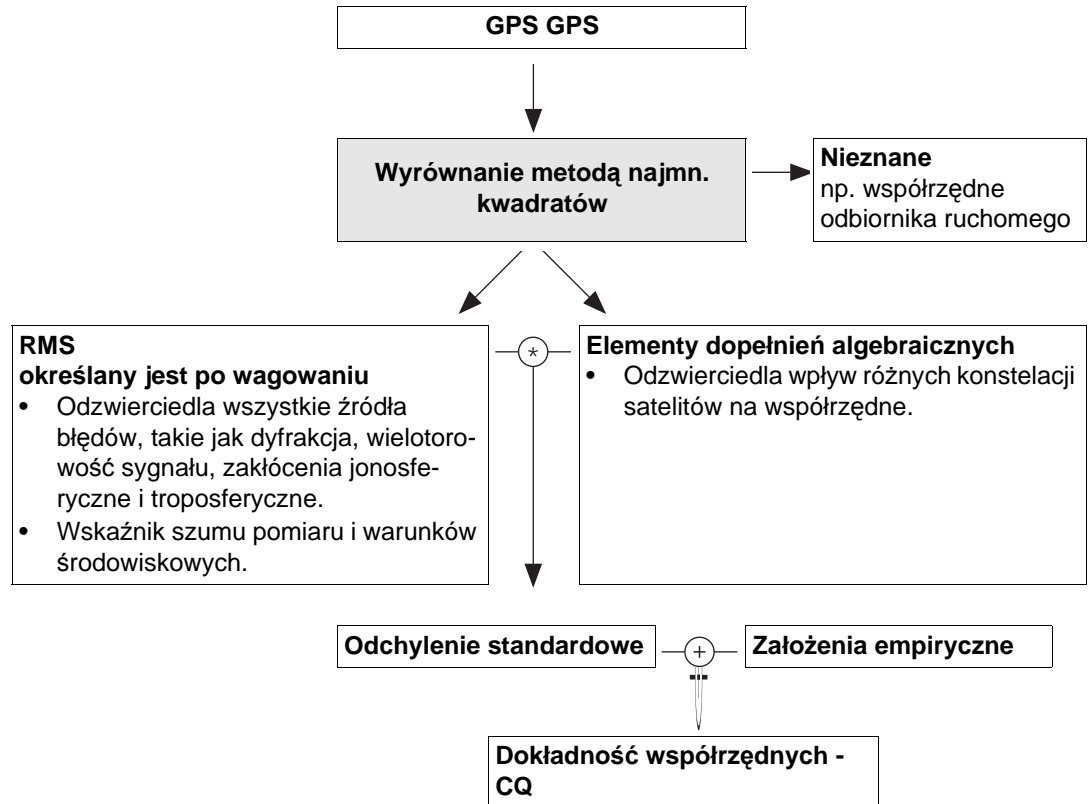 GPS GPS
Wyrównanie metodą najmn.
kwadratów
Nieznane
np. współrzędne
odbiornika ruchomego
RMS
określany jest po wagowaniu
• Odzwierciedla wszystkie źródła
błędów, takie jak dyfrakcja, wielotoro-
wość sygnału, zakłócenia jonosfe-
ryczne i troposferyczne.
• Wskaźnik szumu pomiaru i warunków
środowiskowych.
*
Elementy dopełnień algebraicznych
• Odzwierciedla wpływ różnych konstelacji
satelitów na współrzędne.
Odchylenie standardowe
+
Założenia empiryczne
Dokładność współrzędnych -
CQ